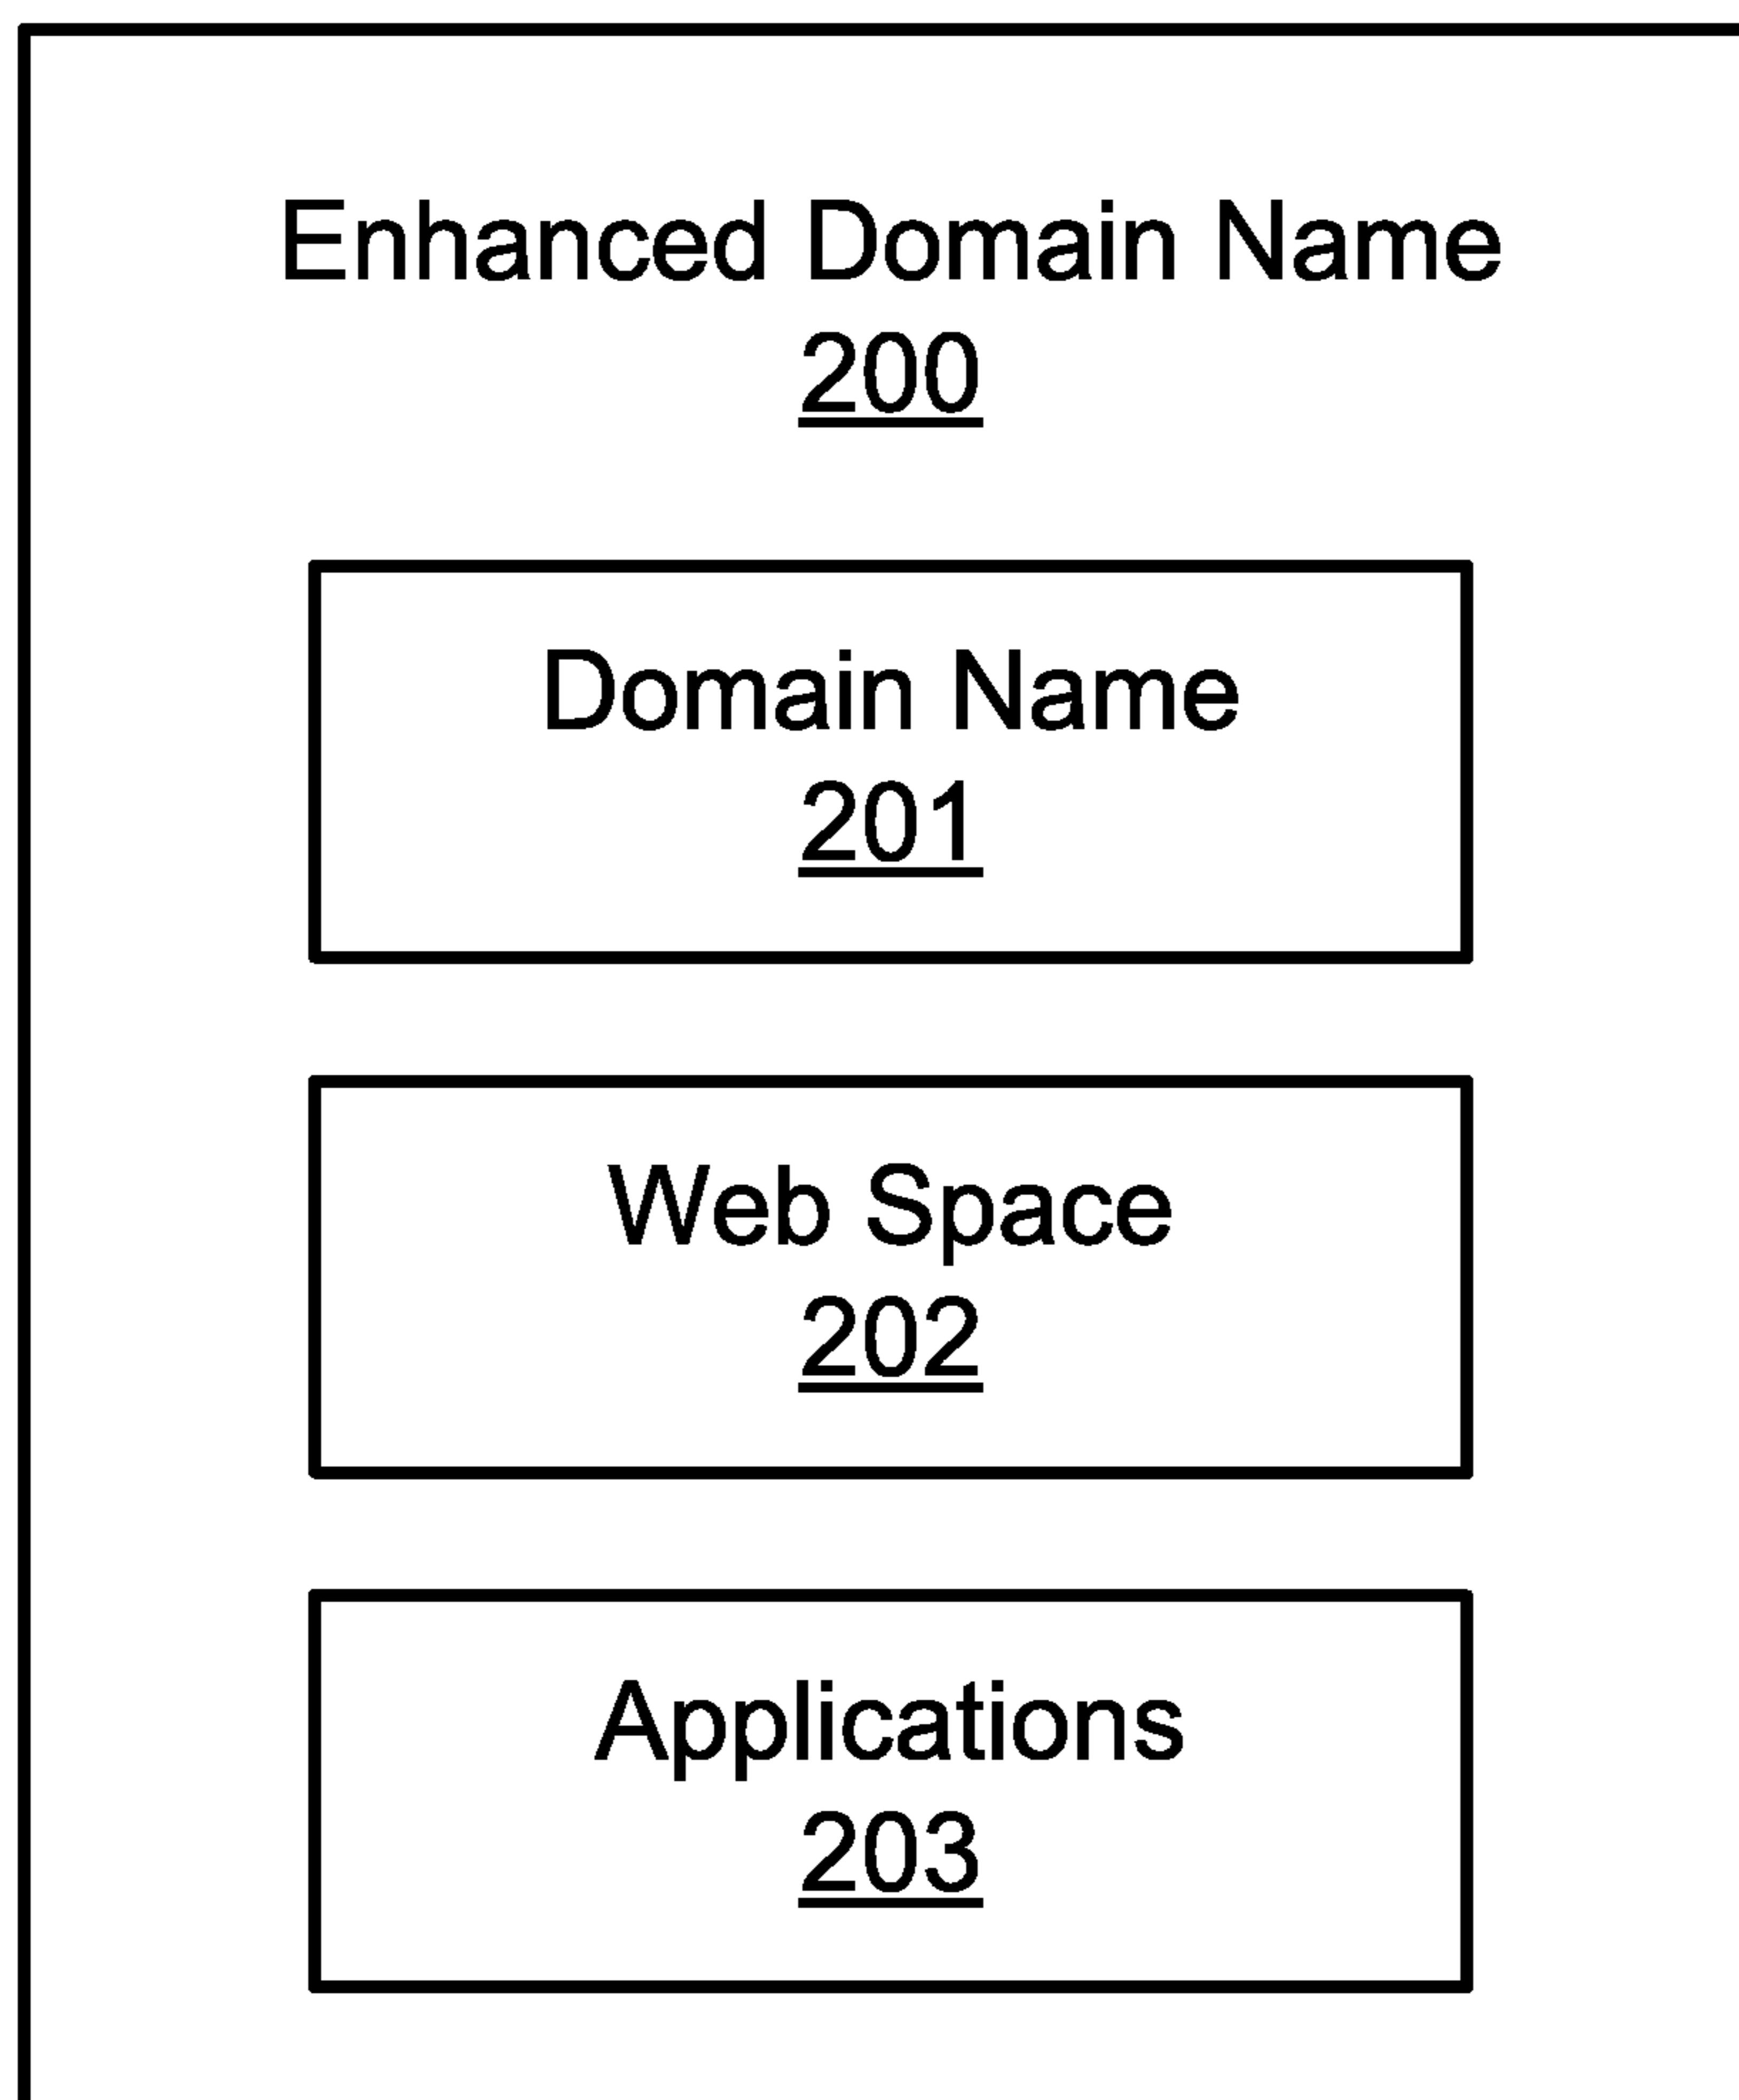 Enhanced Domain Name
200
Domain Name
201
Web Space
202
Applications
203